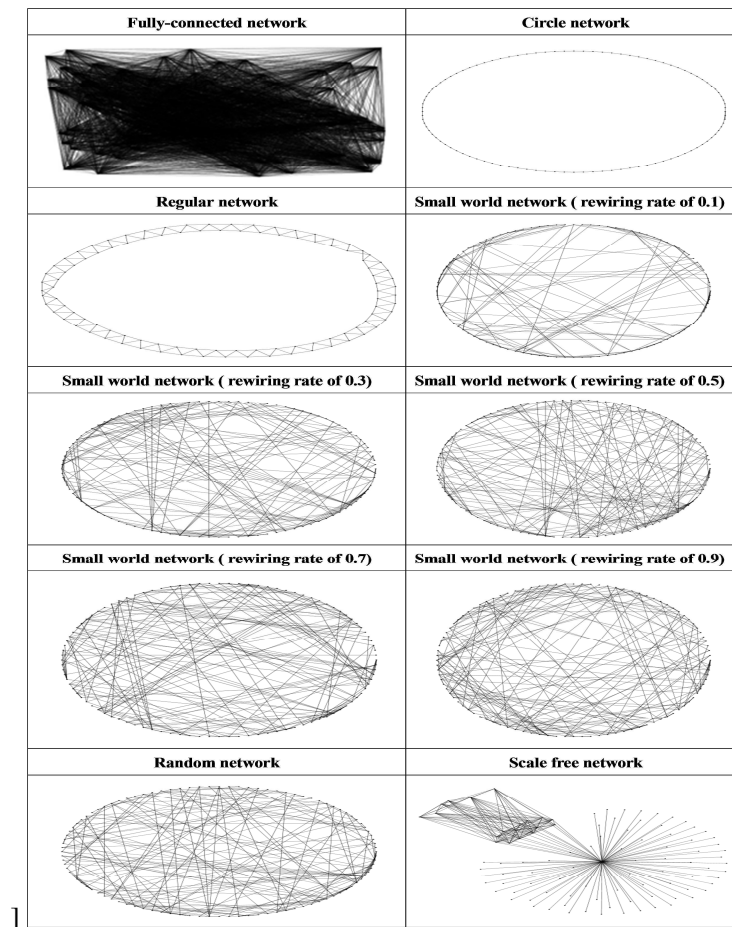 Fully-connected network
Circle network
Regular network
Small world network ( rewiring rate of 0.1)
Small world network ( rewiring rate of 0.3)
Small world network ( rewiring rate of 0.5)
Small world network ( rewiring rate of 0.7)
Small world network ( rewiring rate of 0.9)
Random network
Scale free network
]